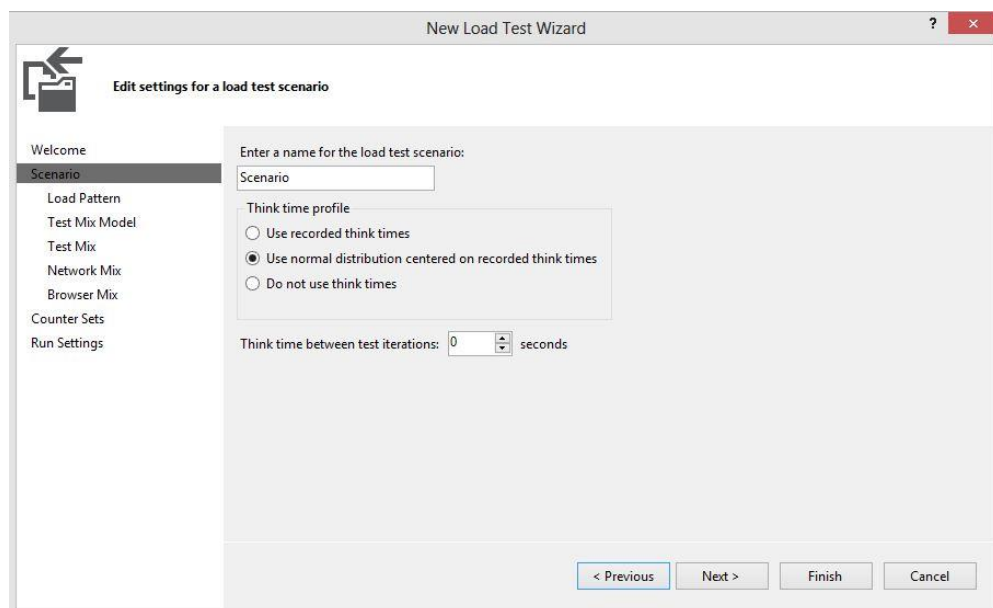 New Load Test Wizard
?
Edit settings for a load test scenario
Welcome
Scenario
Load Pattern
Test Mix Model
Test Mix
Network Mix
Browser Mix
Counter Sets
Run Settings
Enter a name for the load test scenario:
Scenario
Think time profile
Use recorded think times
Use normal distribution centered on recorded think times
Do not use think times
Think time between test iterations: 0 seconds
< Previous Next > Finish Cancel